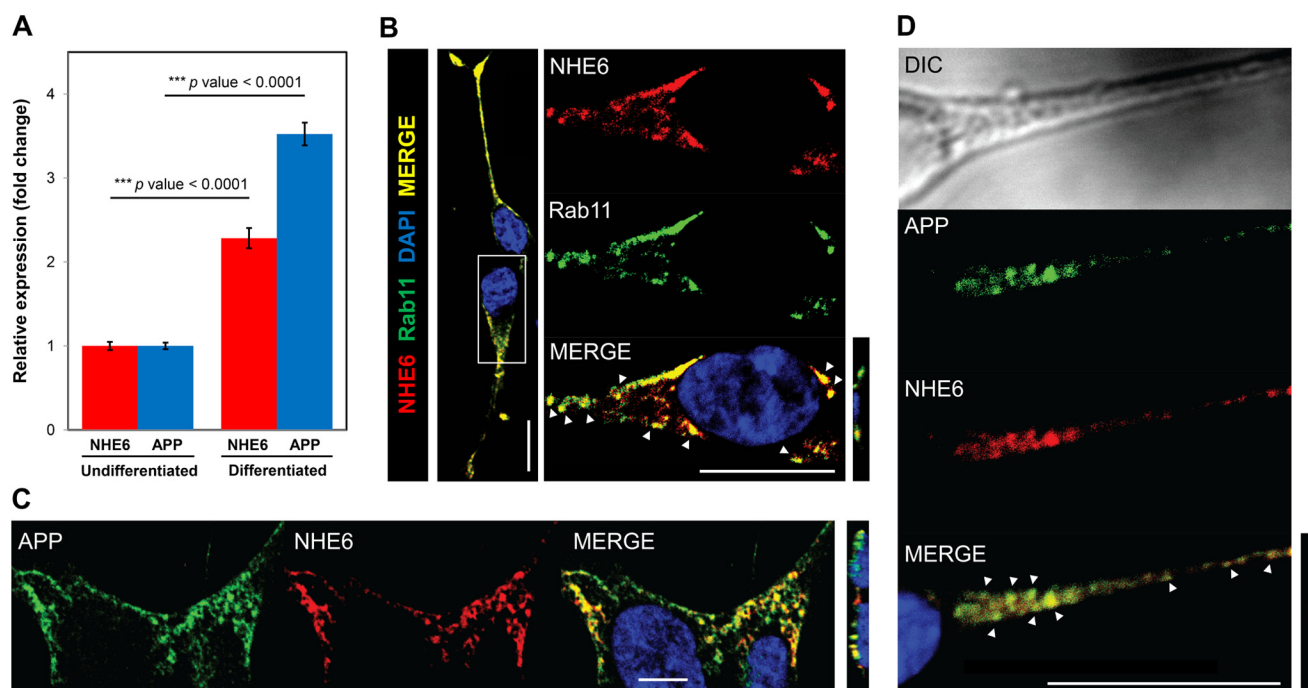 A
Relative expression (fold change)
4
3
2
1
0
*** p value < 0.0001
*** p value < 0.0001
NHE6 APP NHE6 APP
Undifferentiated Differentiated
B
NHE6 Rab11 DAPI MERGE
NHE6
Rab11
MERGE
C
APP NHE6 MERGE
D
DIC
APP
NHE6
MERGE